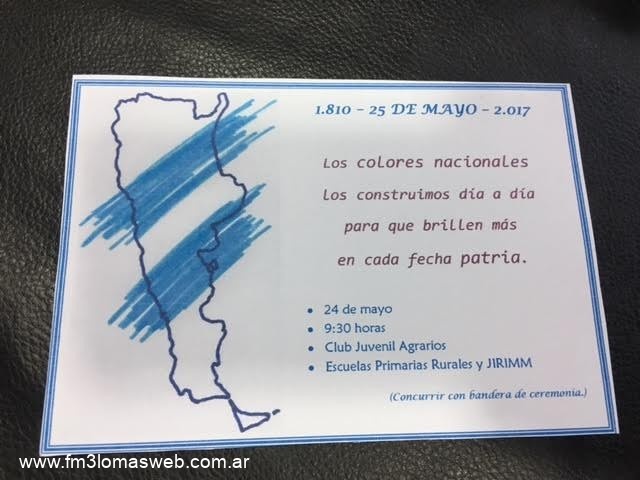 1.810 - 25 DE MAYO - 2.017
Los colores nacionales
los construimos día a día
para que brillen más
en cada fecha patria.
• 24 de mayo
• 9:30 horas
• Club Juvenil Agrarios
• Escuelas Primarias Rurales y JIRIMM
(Concurrir con bandera de ceremonia.)
www.fm3lomasweb.com.ar